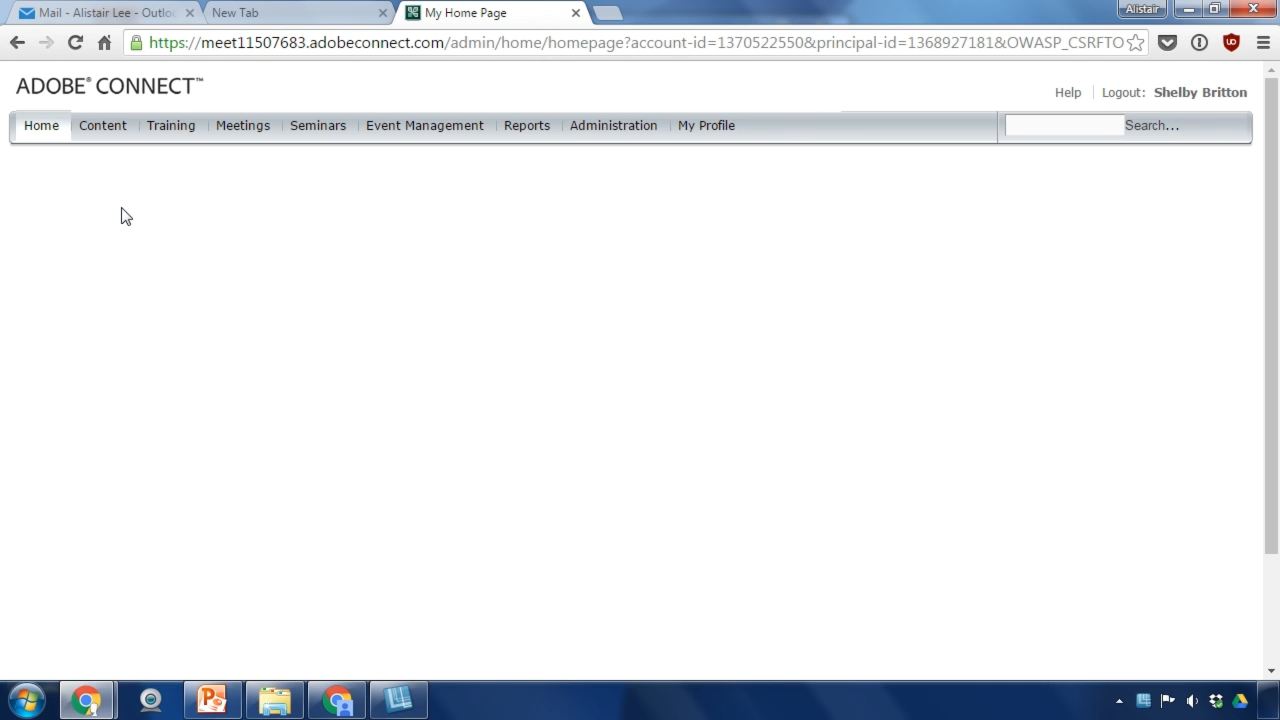 Mail - Alistair Lee - Outlo
New Tab
My Home Page
Alistair
https://meet11507683.adobeconnect.com/admin/home/homepage?account-id=1370522550&principal-id=1368927181&OWASP_CSRFTO
ADOBE® CONNECT™
Help Logout: Shelby Britton
Home Content Training Meetings Seminars Event Management Reports Administration My Profile Search...